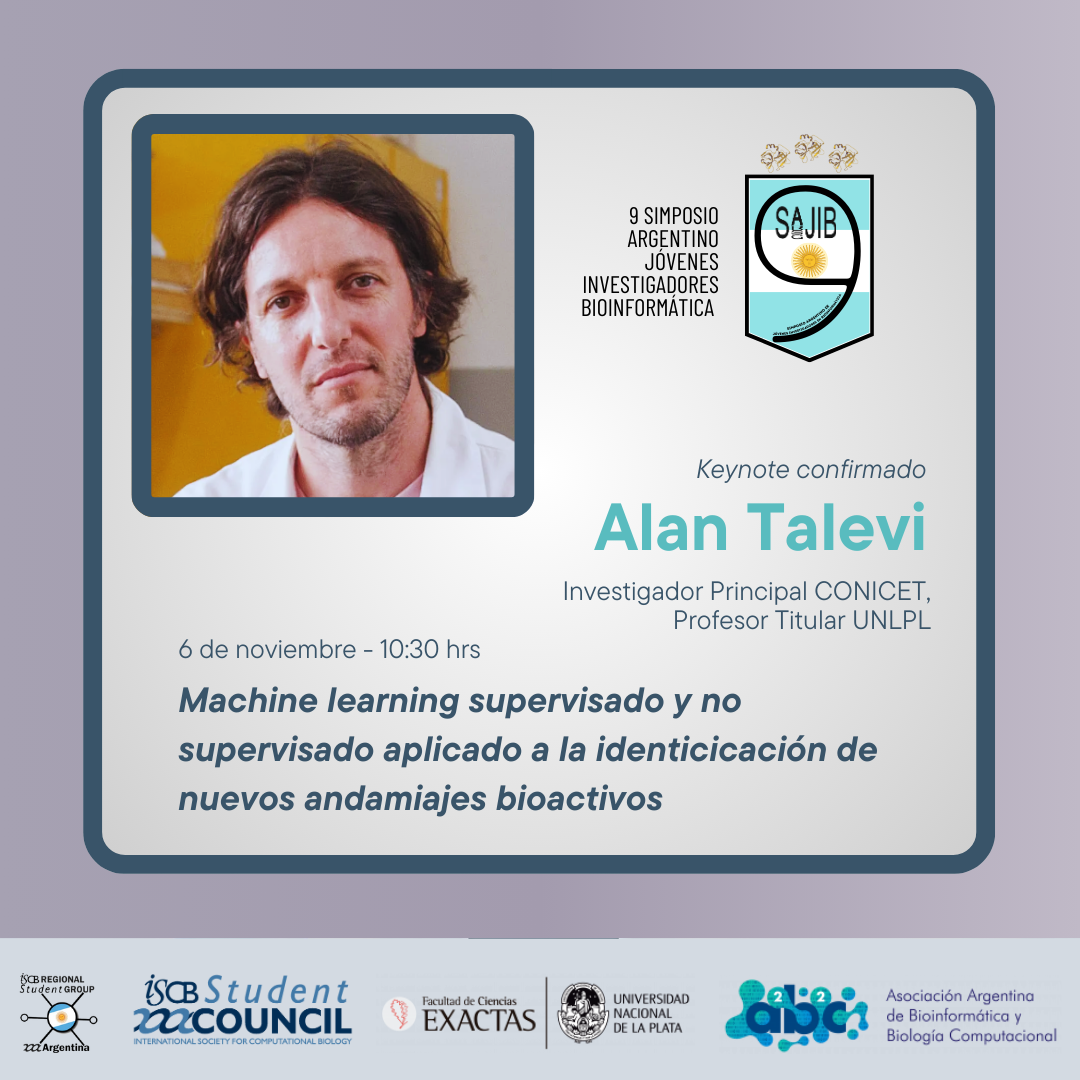 9 SIMPOSIO
ARGENTINO
JÓVENES
INVESTIGADORES
BIOINFORMÁTICA
SAJIB
Keynote confirmado
Alan Talevi
Investigador Principal CONICET,
Profesor Titular UNLPL
6 de noviembre - 10:30 hrs
Machine learning supervisado y no
supervisado aplicado a la identicicación de
nuevos andamiajes bioactivos
iSCB REGIONAL
Student GROUP
Argentina
iSCB Student
COUNCIL
INTERNATIONAL SOCIETY FOR COMPUTATIONAL BIOLOGY
Facultad de Ciencias
EXACTAS
UNIVERSIDAD
NACIONAL
DE LA PLATA
a2b2c
Asociación Argentina
de Bioinformática y
Biología Computacional